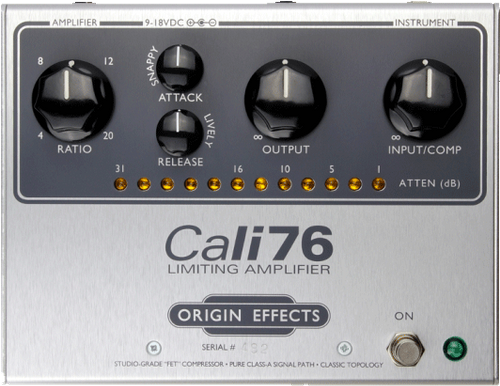 AMPLIFIER 9-18VDC INSTRUMENT
8 12
SNAPPY
ATTACK
4 20
RATIO
LIVELY
RELEASE
∞
OUTPUT
∞
INPUT/COMP
31 16 10 5 1
ATTEN (dB)
Cali76
LIMITING AMPLIFIER
ORIGIN EFFECTS
ON
SERIAL # 492
STUDIO-GRADE "FET" COMPRESSOR • PURE CLASS-A SIGNAL PATH • CLASSIC TOPOLOGY